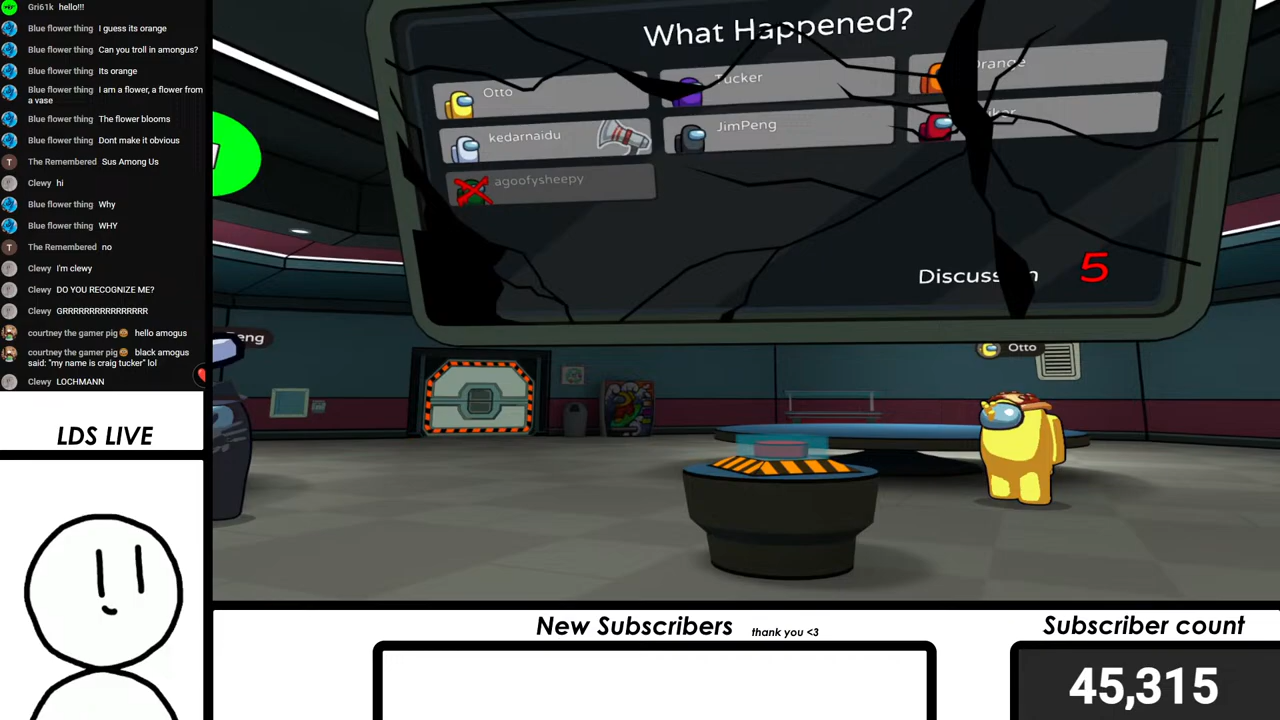 Gri61k hello!!!
Blue flower thing I guess its orange
Blue flower thing Can you troll in amongus?
Blue flower thing Its orange
Blue flower thing I am a flower, a flower from
a vase
Blue flower thing The flower blooms
Blue flower thing Dont make it obvious
T The Remembered Sus Among Us
Clewy hi
Blue flower thing Why
Blue flower thing WHY
T The Remembered no
Clewy I'm clewy
Clewy DO YOU RECOGNIZE ME?
Clewy GRRRRRRRRRRRRRRRR
courtney the gamer pig hello amogus
courtney the gamer pig black amogus
said: "my name is craig tucker" lol
Clewy LOCHMANN
LDS LIVE
What Happened?
Otto
Tucker
Orange
kedarnaidu
JimPeng
agoofysheepy
Discussion 5
Peng
Otto
New Subscribers thank you <3
Subscriber count
45,315